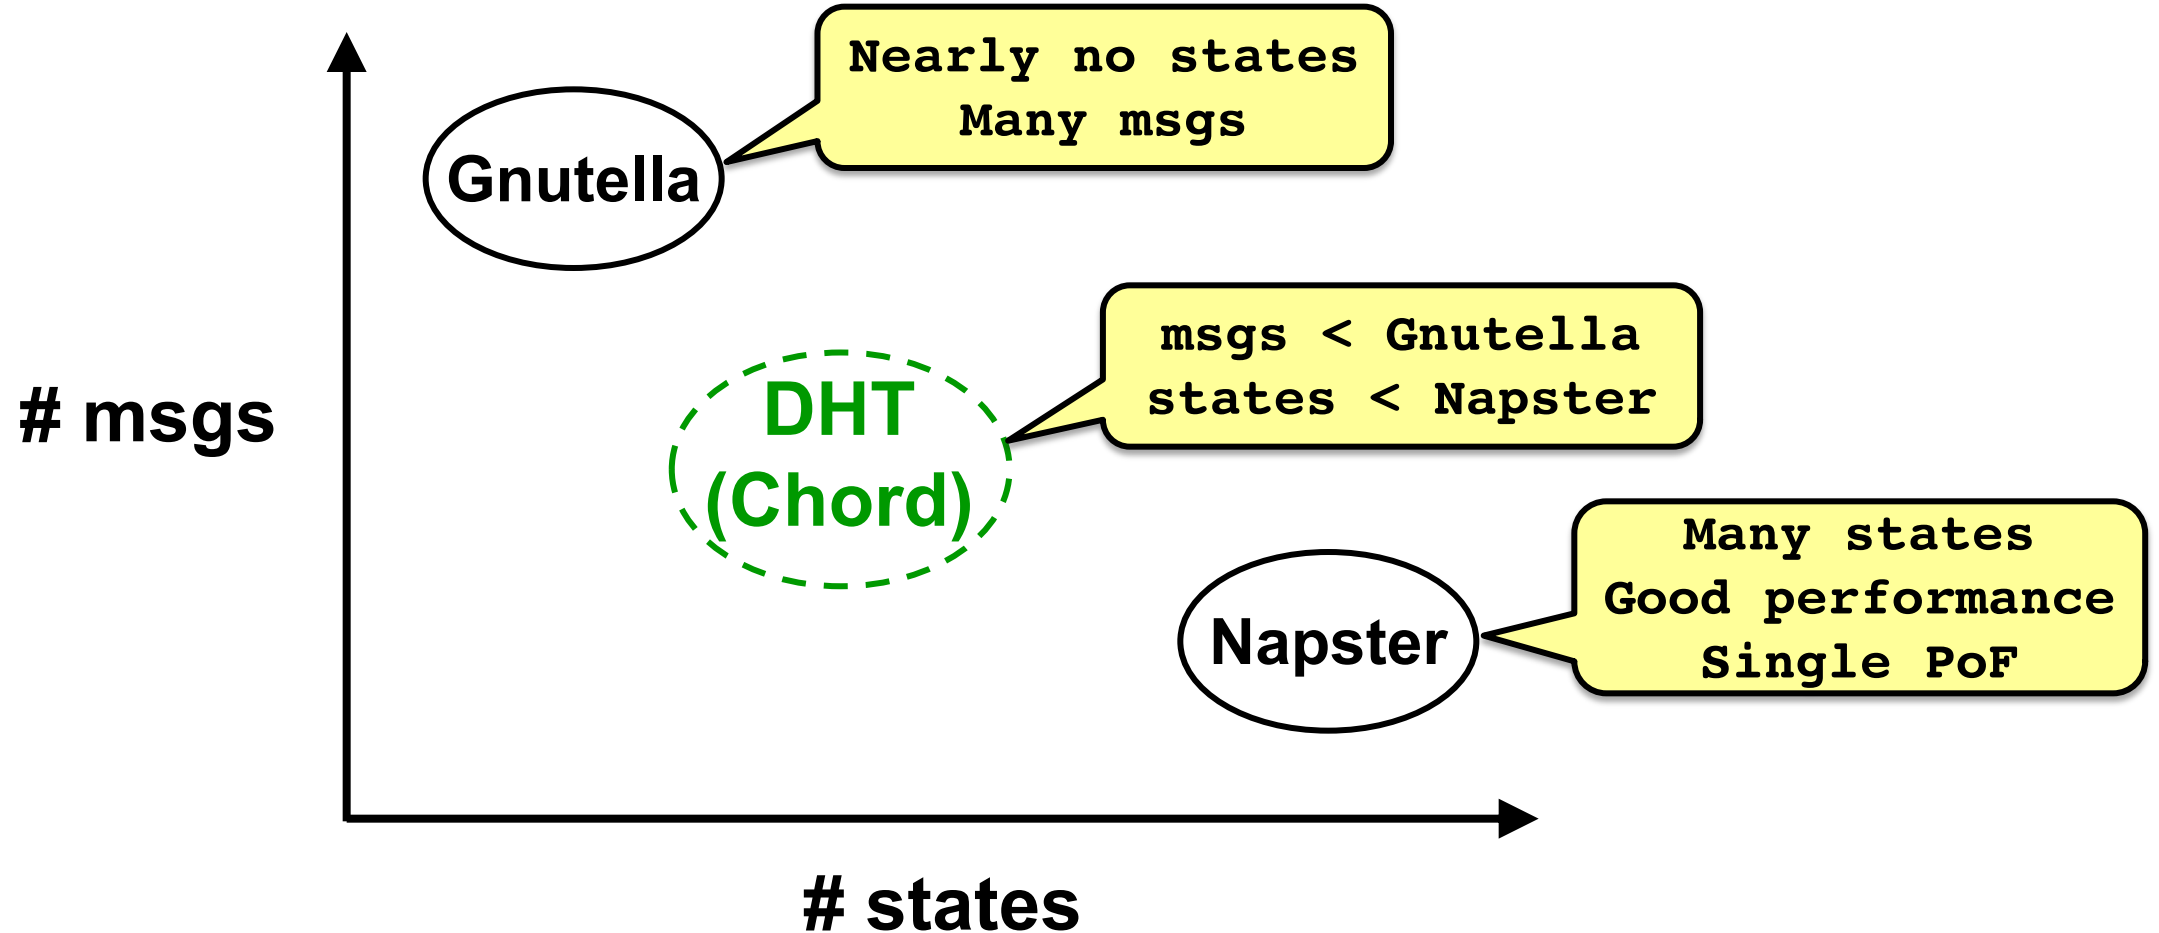 Nearly no states
Many msgs
Gnutella
msgs < Gnutella
states < Napster
# msgs
DHT
(Chord)
Many states
Good performance
Single PoF
Napster
# states